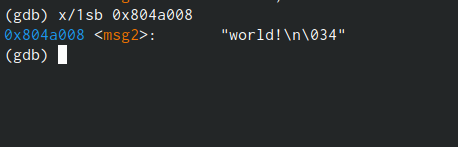 (gdb) x/1sb 0x804a008
0x804a008 <msg2>:        "world!\n\034"
(gdb)